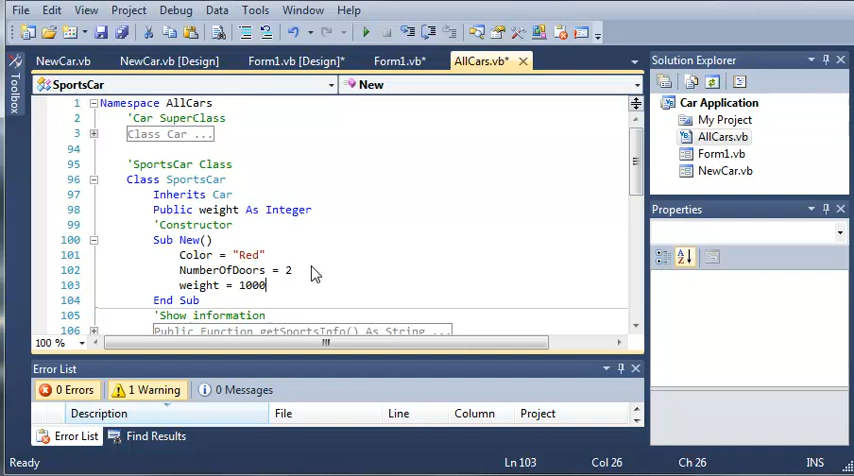 File Edit View Project Debug Data Tools Window Help
NewCar.vb NewCar.vb [Design] Form1.vb [Design]* Form1.vb* AllCars.vb*
Solution Explorer
Toolbox
SportsCar New
Car Application
My Project
AllCars.vb
Form1.vb
NewCar.vb
Properties
1 Namespace AllCars
2 'Car SuperClass
3 Class Car ...
94
95 'SportsCar Class
96 Class SportsCar
97 Inherits Car
98 Public weight As Integer
99 'Constructor
100 Sub New()
101 Color = "Red"
102 NumberOfDoors = 2
103 weight = 1000
104 End Sub
105 'Show information
106 Public Function getSportsInfo() As String ...
100 %
Error List
0 Errors 1 Warning 0 Messages
Description File Line Column Project
Error List Find Results
Ready Ln 103 Col 26 Ch 26 INS